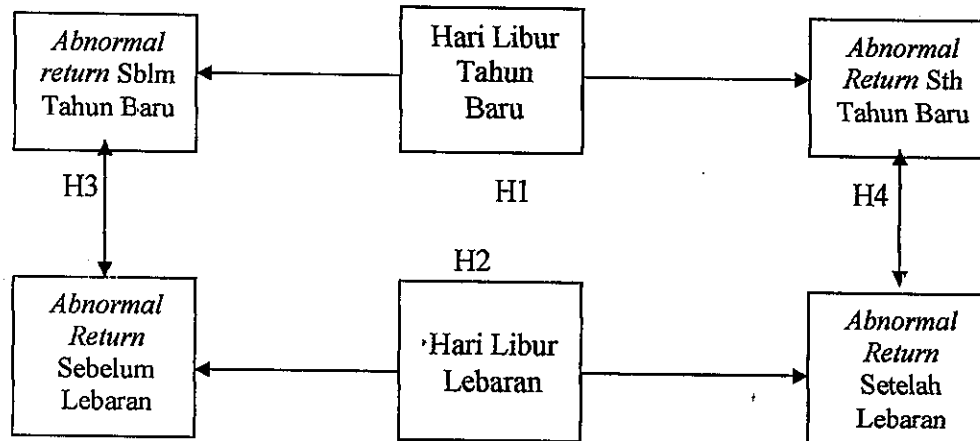 Abnormal
return Sblm
Tahun Baru
Hari Libur
Tahun
Baru
Abnormal
Return Sth
Tahun Baru
H3
H1
H4
H2
Abnormal
Return
Sebelum
Lebaran
Hari Libur
Lebaran
Abnormal
Return
Setelah
Lebaran